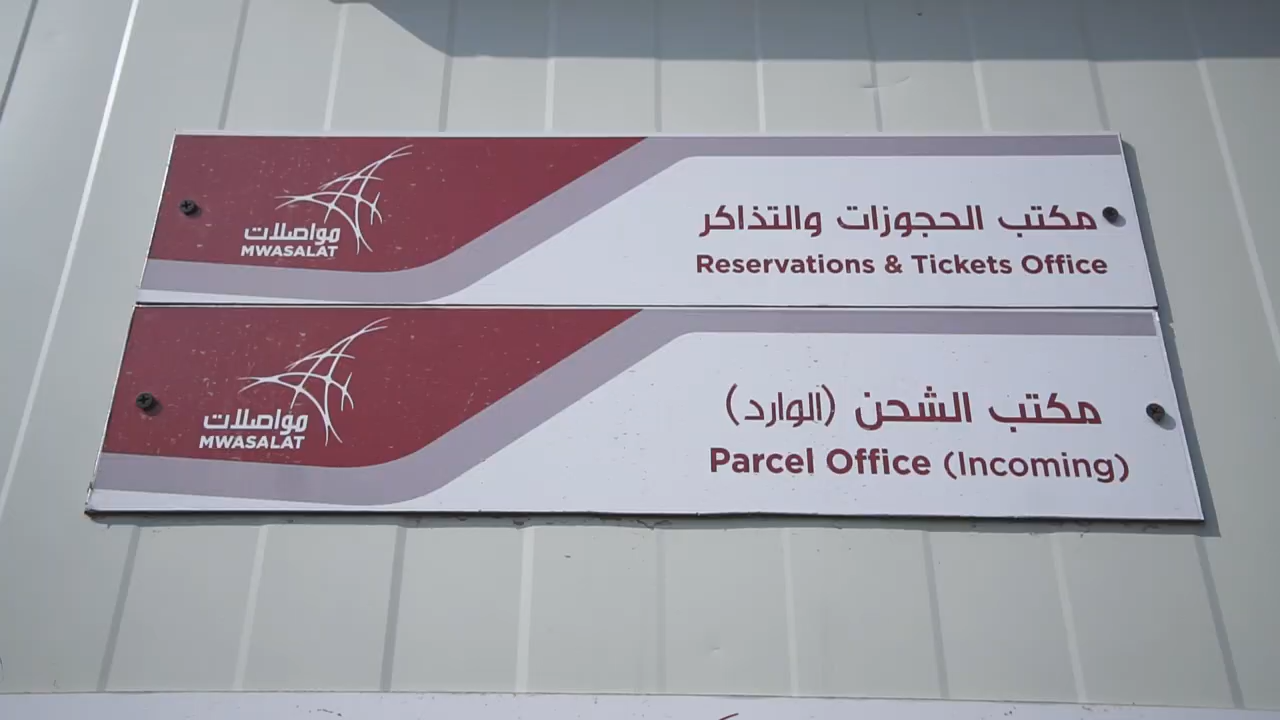 مواصلات
MWASALAT
مكتب الحجوزات والتذاكر
Reservations & Tickets Office
مواصلات
MWASALAT
مكتب الشحن (الوارد)
Parcel Office (Incoming)